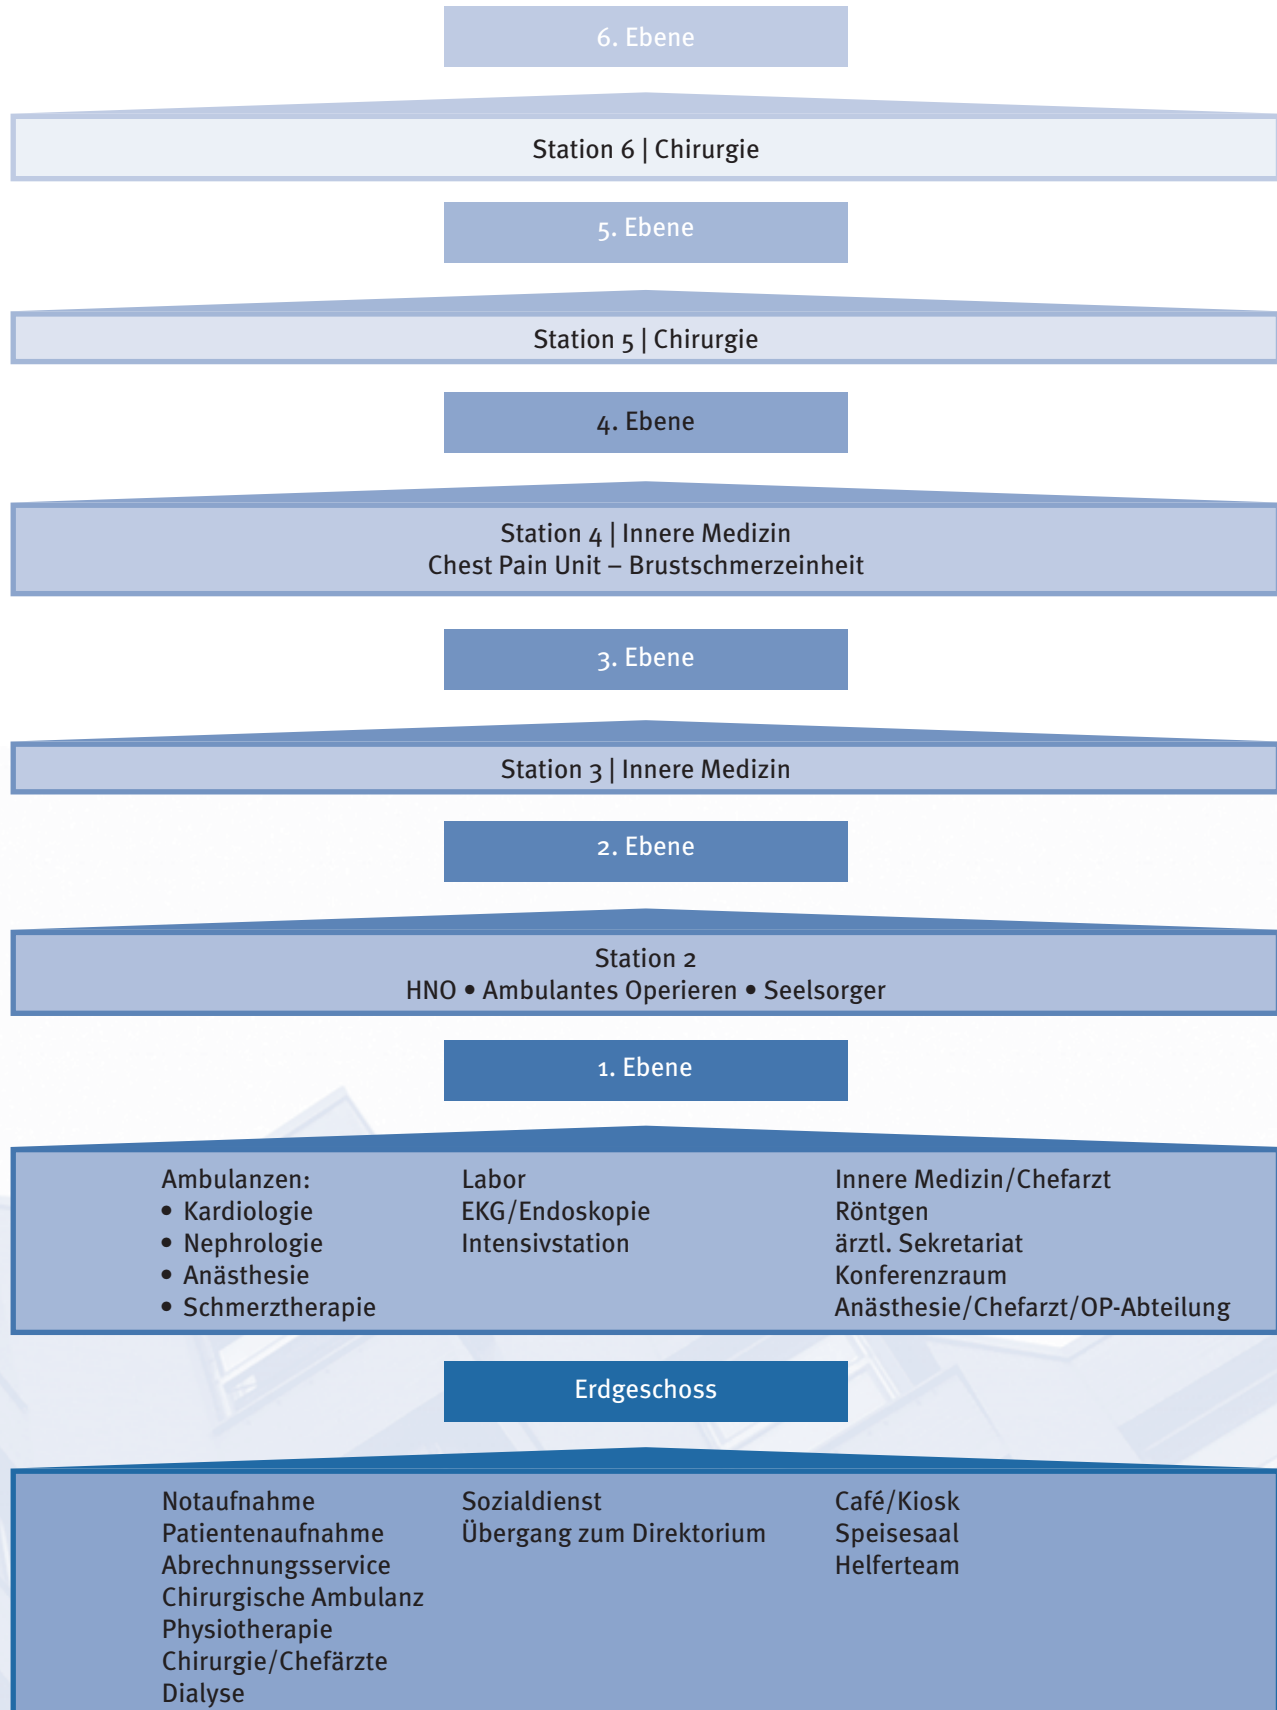 6. Ebene
Station 6 | Chirurgie
5. Ebene
Station 5 | Chirurgie
4. Ebene
Station 4 | Innere Medizin
Chest Pain Unit – Brustschmerzeinheit
3. Ebene
Station 3 | Innere Medizin
2. Ebene
Station 2
HNO • Ambulantes Operieren • Seelsorger
1. Ebene
Ambulanzen:
• Kardiologie
• Nephrologie
• Anästhesie
• Schmerztherapie
Labor
EKG/Endoskopie
Intensivstation
Innere Medizin/Chefarzt
Röntgen
ärztl. Sekretariat
Konferenzraum
Anästhesie/Chefarzt/OP-Abteilung
Erdgeschoss
Notaufnahme
Patientenaufnahme
Abrechnungsservice
Chirurgische Ambulanz
Physiotherapie
Chirurgie/Chefärzte
Dialyse
Sozialdienst
Übergang zum Direktorium
Café/Kiosk
Speisesaal
Helferteam